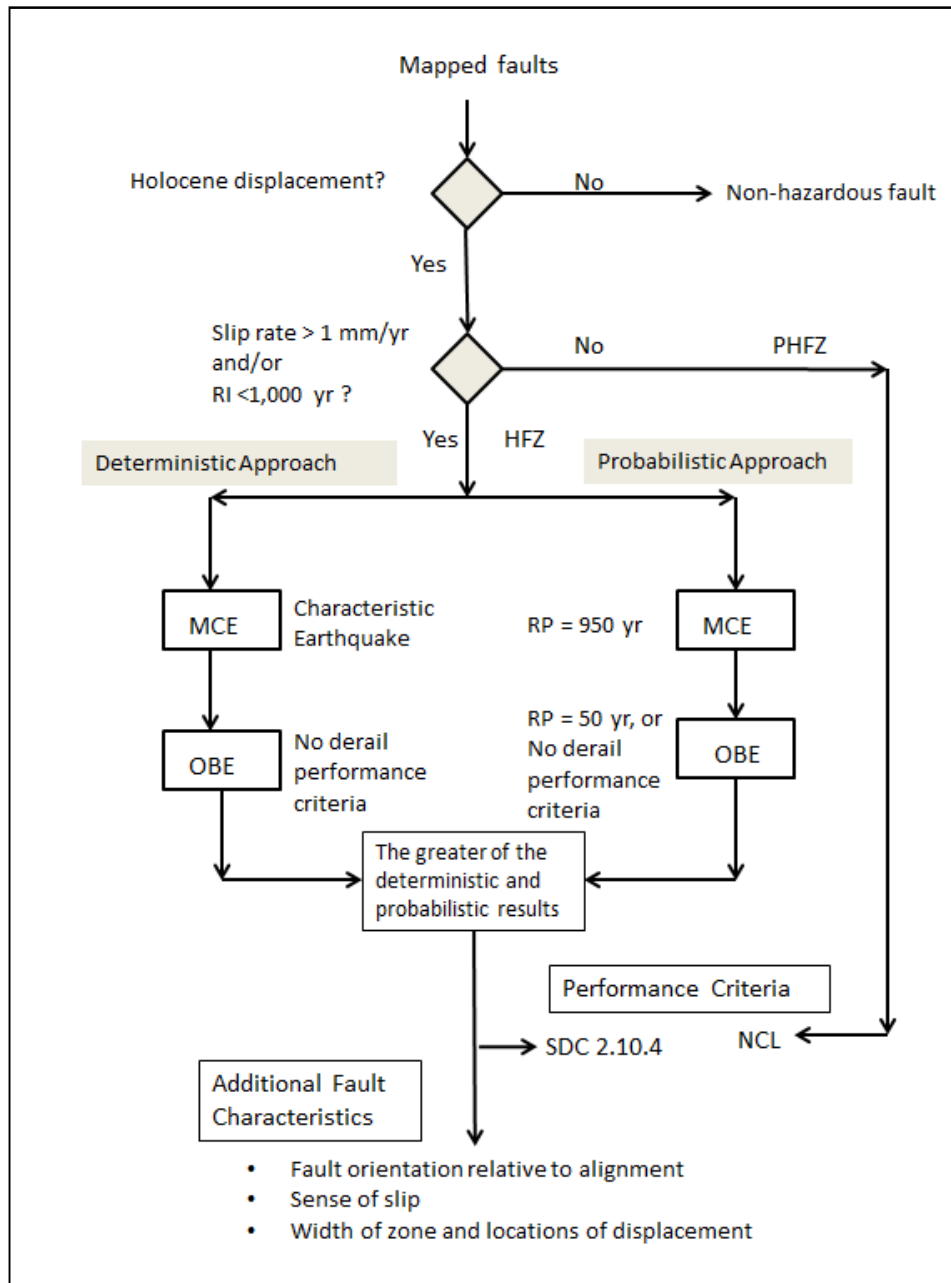 Mapped faults
Holocene displacement?
No
Non-hazardous fault
Yes
Slip rate > 1 mm/yr
and/or
RI <1,000 yr ?
No
PHFZ
Yes
HFZ
Deterministic Approach
Probabilistic Approach
MCE
Characteristic
Earthquake
RP = 950 yr
MCE
OBE
No derail
performance
criteria
RP = 50 yr, or
No derail
performance
criteria
OBE
The greater of the
deterministic and
probabilistic results
Performance Criteria
SDC 2.10.4
NCL
Additional Fault
Characteristics
• Fault orientation relative to alignment
• Sense of slip
• Width of zone and locations of displacement